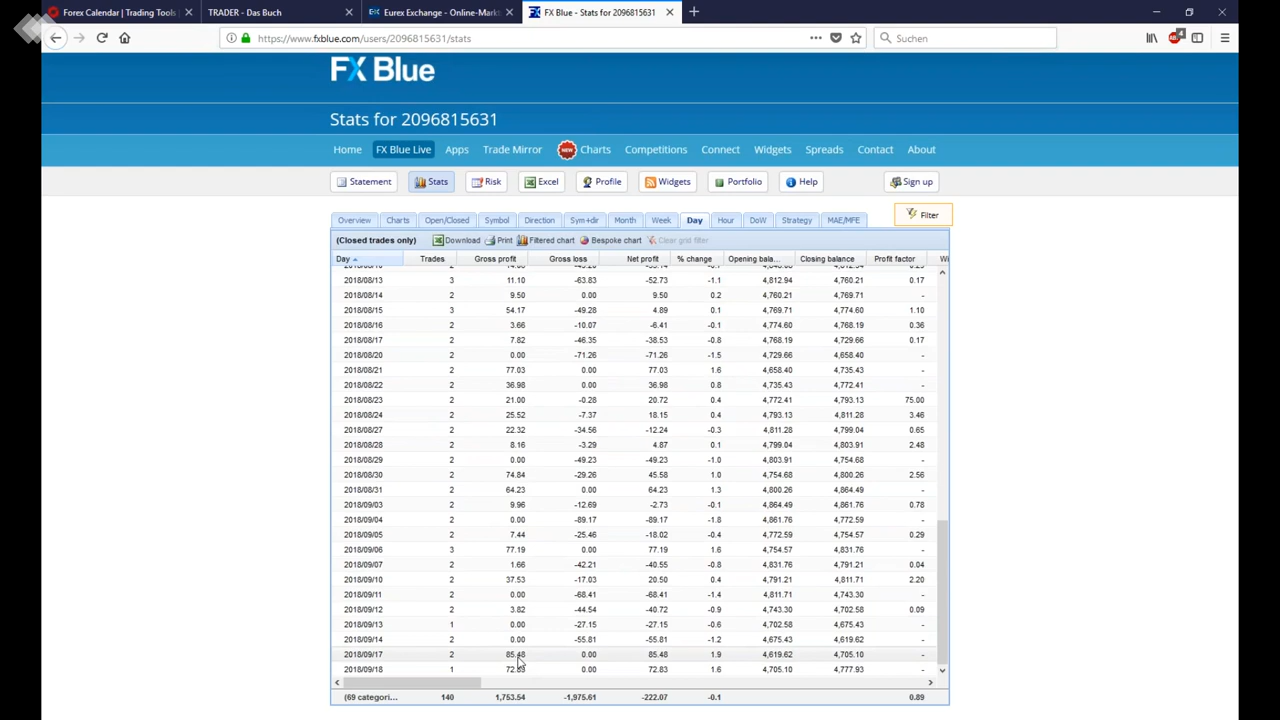 Forex Calendar | Trading Tools
TRADER - Das Buch
Eurex Exchange - Online-Markt
FX Blue - Stats for 2096815631
https://www.fxblue.com/users/2096815631/stats
Suchen
4
FX Blue
Stats for 2096815631
Home FX Blue Live Apps Trade Mirror NEW Charts Competitions Connect Widgets Spreads Contact About
Statement Stats Risk Excel Profile Widgets Portfolio Help Sign up
Overview Charts Open/Closed Symbol Direction Sym+dir Month Week Day Hour DoW Strategy MAE/MFE Filter
(Closed trades only) Download Print Filtered chart Bespoke chart Clear grid filter
Day Trades Gross profit Gross loss Net profit % change Opening bala... Closing balance Profit factor Wi
2018/08/13 3 11.10 -63.83 -52.73 -1.1 4,812.94 4,760.21 0.17
2018/08/14 2 9.50 0.00 9.50 0.2 4,760.21 4,769.71 -
2018/08/15 3 54.17 -49.28 4.89 0.1 4,769.71 4,774.60 1.10
2018/08/16 2 3.66 -10.07 -6.41 -0.1 4,774.60 4,768.19 0.36
2018/08/17 2 7.82 -46.35 -38.53 -0.8 4,768.19 4,729.66 0.17
2018/08/20 2 0.00 -71.26 -71.26 -1.5 4,729.66 4,658.40 -
2018/08/21 2 77.03 0.00 77.03 1.6 4,658.40 4,735.43 -
2018/08/22 2 36.98 0.00 36.98 0.8 4,735.43 4,772.41 -
2018/08/23 2 21.00 -0.28 20.72 0.4 4,772.41 4,793.13 75.00
2018/08/24 2 25.52 -7.37 18.15 0.4 4,793.13 4,811.28 3.46
2018/08/27 2 22.32 -34.56 -12.24 -0.3 4,811.28 4,799.04 0.65
2018/08/28 2 8.16 -3.29 4.87 0.1 4,799.04 4,803.91 2.48
2018/08/29 2 0.00 -49.23 -49.23 -1.0 4,803.91 4,754.68 -
2018/08/30 2 74.84 -29.26 45.58 1.0 4,754.68 4,800.26 2.56
2018/08/31 2 64.23 0.00 64.23 1.3 4,800.26 4,864.49 -
2018/09/03 2 9.96 -12.69 -2.73 -0.1 4,864.49 4,861.76 0.78
2018/09/04 2 0.00 -89.17 -89.17 -1.8 4,861.76 4,772.59 -
2018/09/05 2 7.44 -25.46 -18.02 -0.4 4,772.59 4,754.57 0.29
2018/09/06 3 77.19 0.00 77.19 1.6 4,754.57 4,831.76 -
2018/09/07 2 1.66 -42.21 -40.55 -0.8 4,831.76 4,791.21 0.04
2018/09/10 2 37.53 -17.03 20.50 0.4 4,791.21 4,811.71 2.20
2018/09/11 2 0.00 -68.41 -68.41 -1.4 4,811.71 4,743.30 -
2018/09/12 2 3.82 -44.54 -40.72 -0.9 4,743.30 4,702.58 0.09
2018/09/13 1 0.00 -27.15 -27.15 -0.6 4,702.58 4,675.43 -
2018/09/14 2 0.00 -55.81 -55.81 -1.2 4,675.43 4,619.62 -
2018/09/17 2 85.48 0.00 85.48 1.9 4,619.62 4,705.10 -
2018/09/18 1 72.83 0.00 72.83 1.6 4,705.10 4,777.93 -
(69 categori... 140 1,753.54 -1,975.61 -222.07 -0.1 0.89